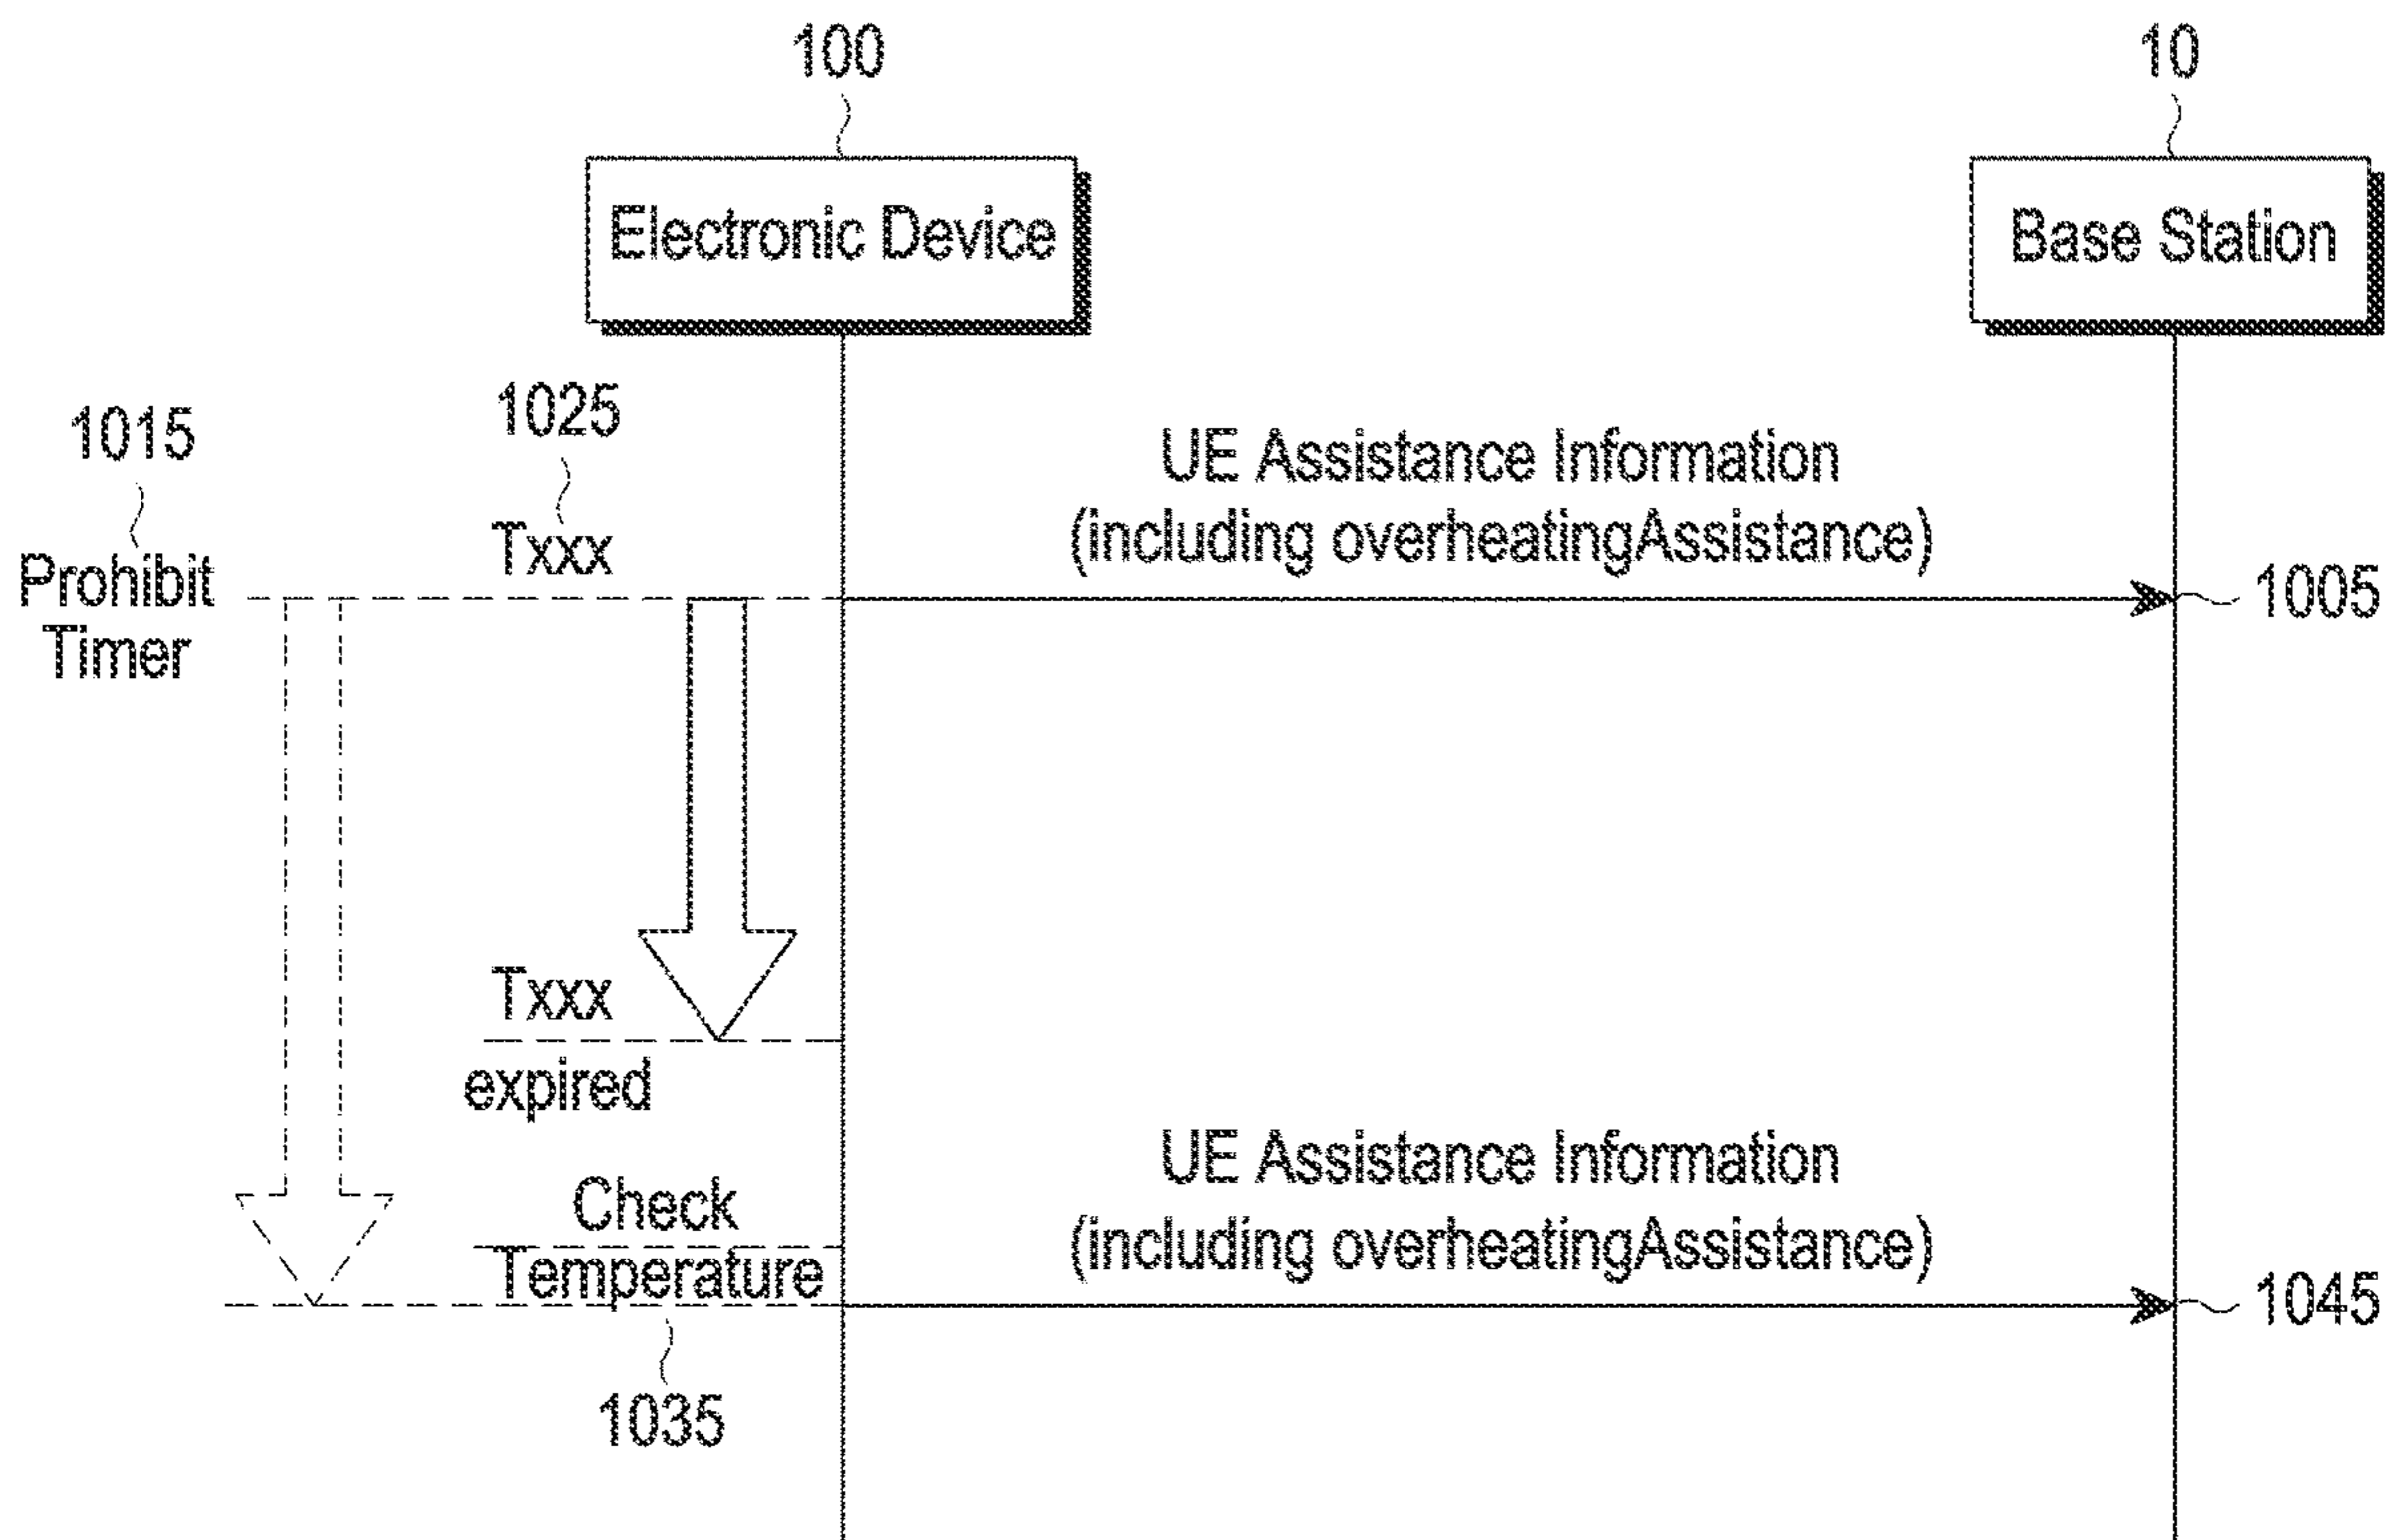 100
10
Electronic Device
Base Station
1025
1015
UE Assistance Information
(including overheatingAssistance)
Txxx
Prohibit
Timer
1005
Txxx
expired
UE Assistance Information
(including overheatingAssistance)
Check
Temperature
1045
1035